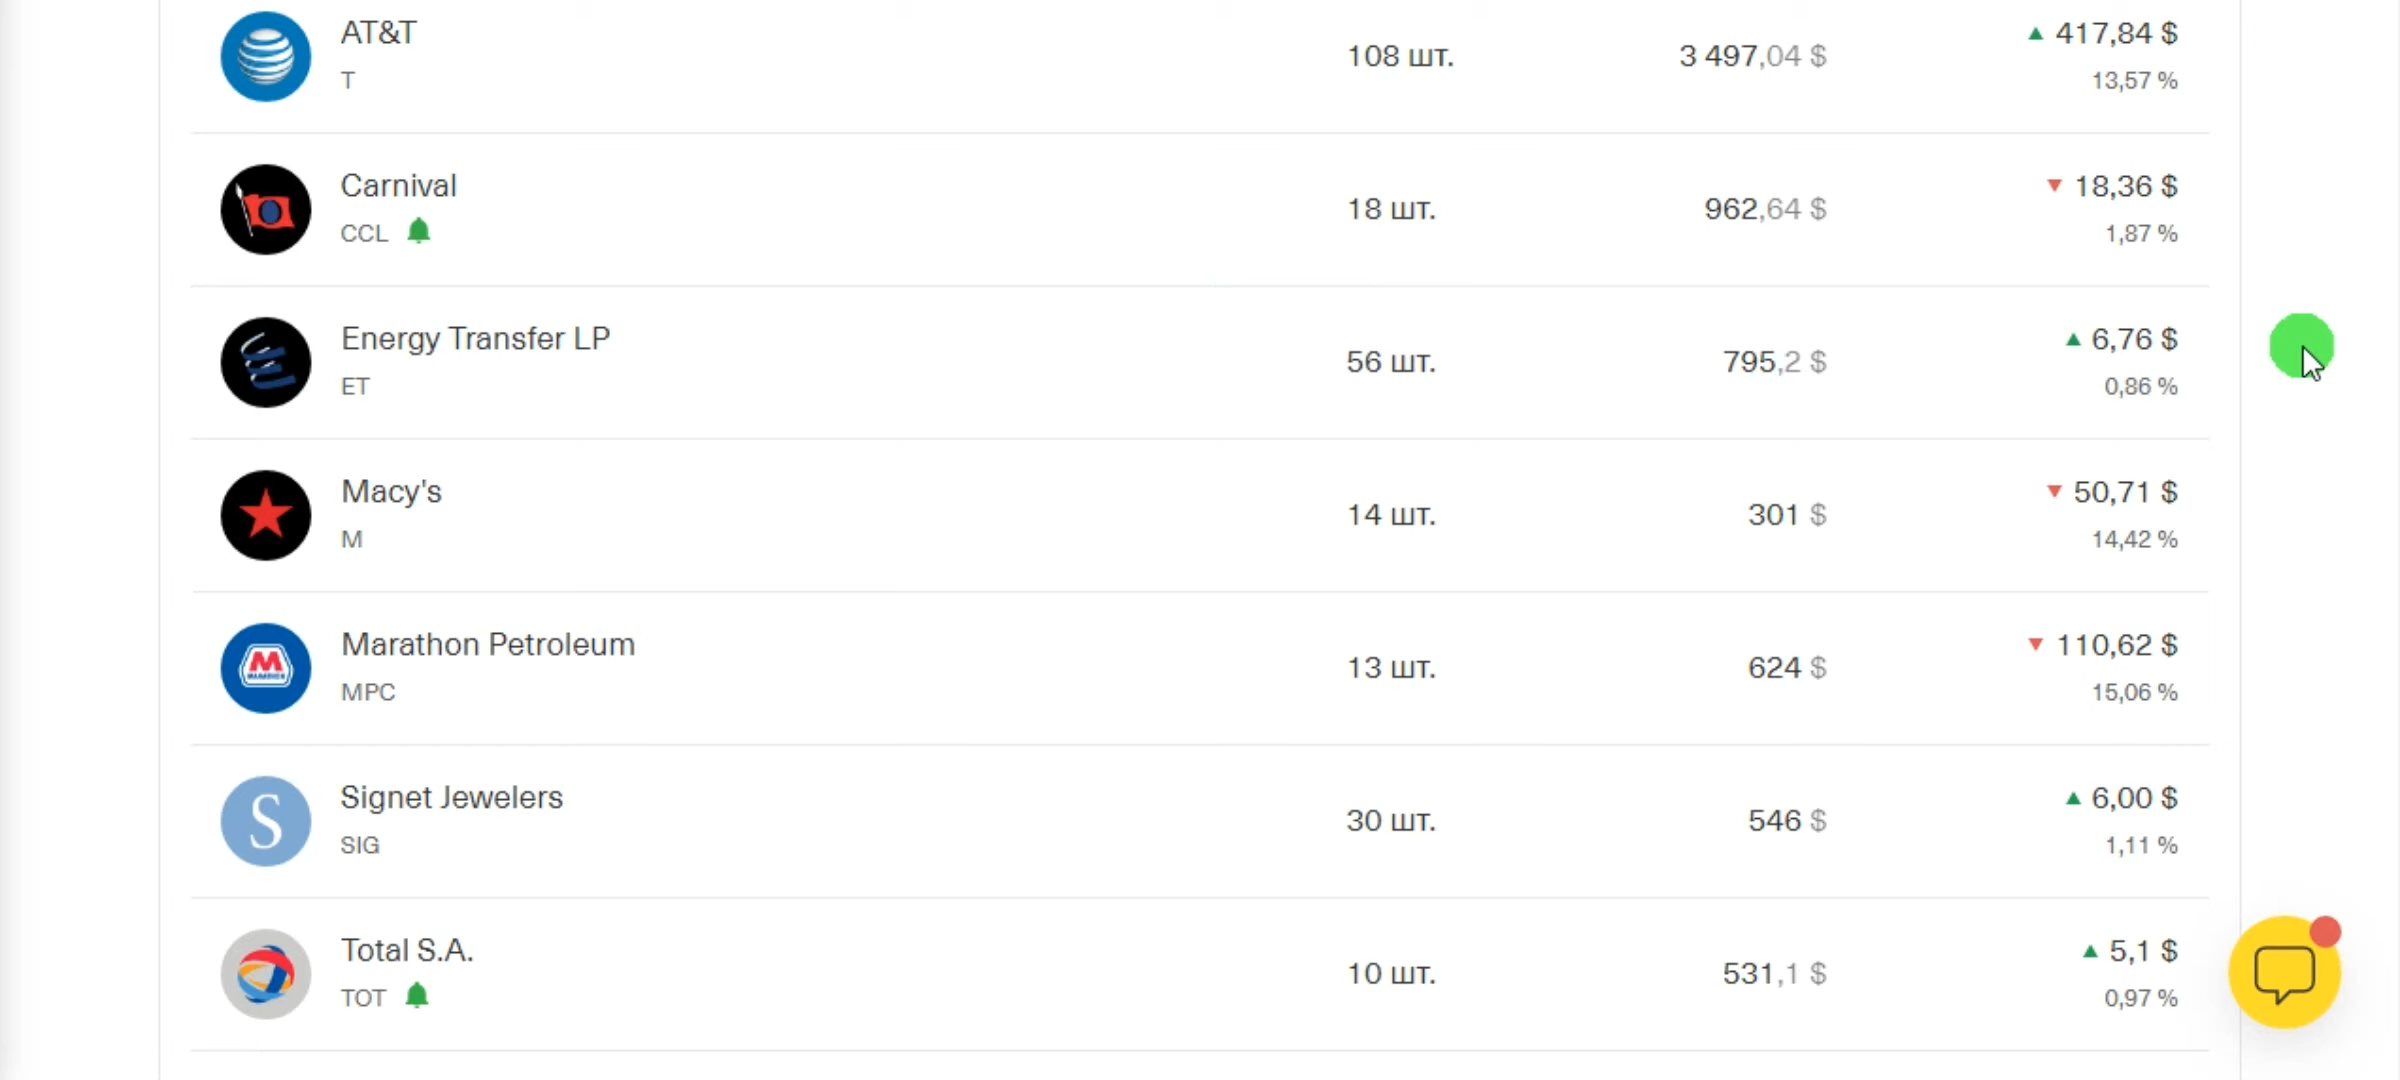 AT&T
T
108 шт.
3 497,04 $
417,84 $
13,57 %
Carnival
CCL
18 шт.
962,64 $
18,36 $
1,87 %
Energy Transfer LP
ET
56 шт.
795,2 $
6,76 $
0,86 %
Macy's
M
14 шт.
301 $
50,71 $
14,42 %
Marathon Petroleum
MPC
13 шт.
624 $
110,62 $
15,06 %
Signet Jewelers
SIG
30 шт.
546 $
6,00 $
1,11 %
Total S.A.
TOT
10 шт.
531,1 $
5,1 $
0,97 %